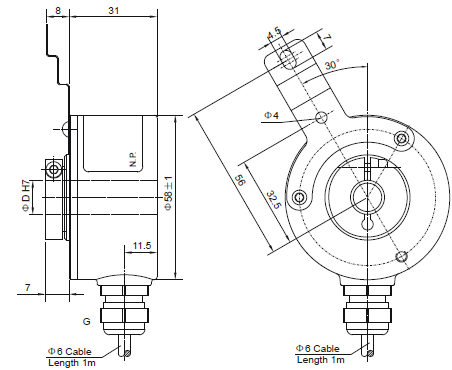 8
31
4.5
7
30°
Φ4
N.P.
Φ D H7
Φ58±1
56
32.5
11.5
7
G
Φ6 Cable
Length 1m
Φ6 Cable
Length 1m